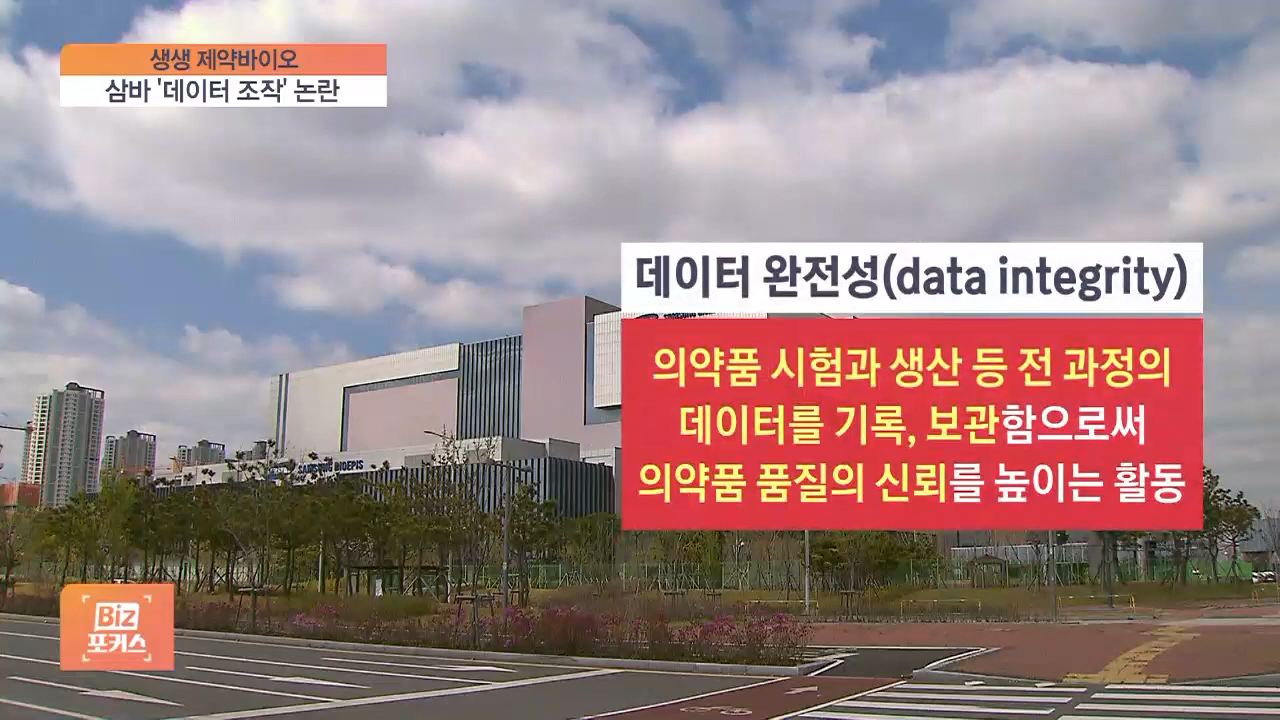 생생 제약바이오
삼바 '데이터 조작' 논란
데이터 완전성(data integrity)
의약품 시험과 생산 등 전 과정의
데이터를 기록, 보관함으로써
의약품 품질의 신뢰를 높이는 활동
SAMSUNG BIOEPIS
Biz
포커스